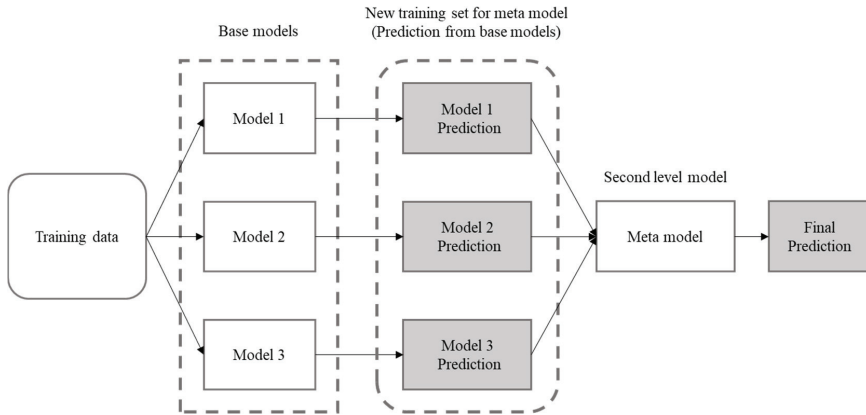 Base models
New training set for meta model
(Prediction from base models)
Model 1
Model 1
Prediction
Second level model
Training data
Model 2
Model 2
Prediction
Meta model
Final
Prediction
Model 3
Model 3
Prediction